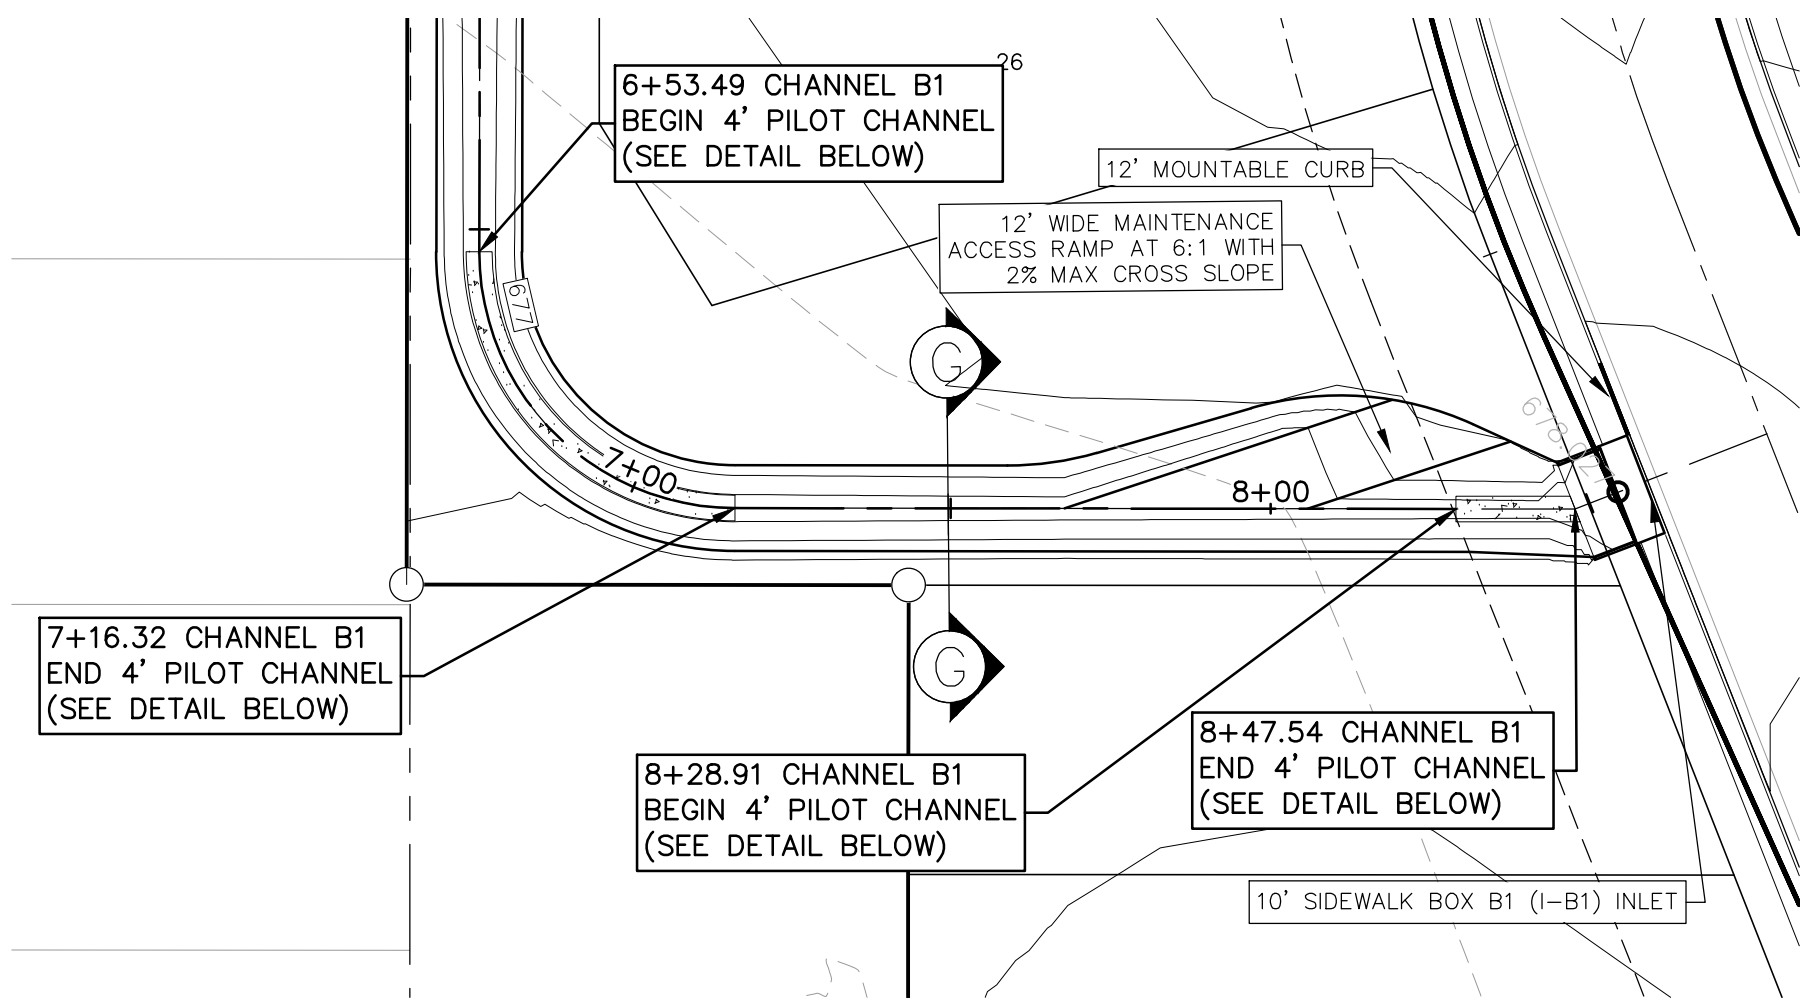 26
6+53.49 CHANNEL B1
BEGIN 4' PILOT CHANNEL
(SEE DETAIL BELOW)
12' MOUNTABLE CURB
12' WIDE MAINTENANCE
ACCESS RAMP AT 6:1 WITH
2% MAX CROSS SLOPE
677
G
678.02
7+00
8+00
G
7+16.32 CHANNEL B1
END 4' PILOT CHANNEL
(SEE DETAIL BELOW)
8+28.91 CHANNEL B1
BEGIN 4' PILOT CHANNEL
(SEE DETAIL BELOW)
8+47.54 CHANNEL B1
END 4' PILOT CHANNEL
(SEE DETAIL BELOW)
10' SIDEWALK BOX B1 (I-B1) INLET